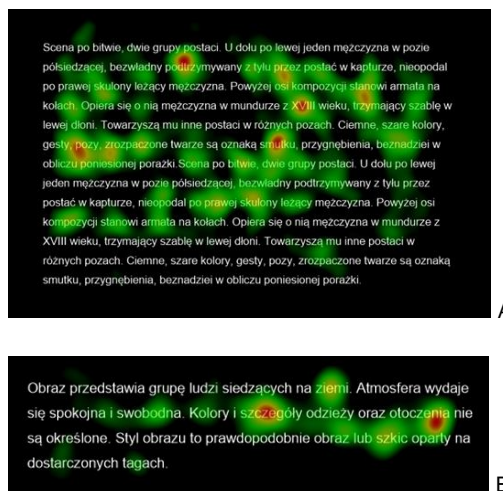 Scena po bitwie, dwie grupy postaci. U dołu po lewej jeden mężczyzna w pozie
półsiedzącej, bezwładny podtrzymywany z tyłu przez postać w kapturze, nieopodal
po prawej skulony leżący mężczyzna. Powyżej osi kompozycji stanowi armata na
kołach. Opiera się o nią mężczyzna w mundurze z XVIII wieku, trzymający szablę w
lewej dłoni. Towarzyszą mu inne postaci w różnych pozach. Ciemne, szare kolory,
gesty, pozy, zrozpaczone twarze są oznaką smutku, przygnębienia, beznadziei w
obliczu poniesionej porażki.Scena po bitwie, dwie grupy postaci. U dołu po lewej
jeden mężczyzna w pozie półsiedzącej, bezwładny podtrzymywany z tyłu przez
postać w kapturze, nieopodal po prawej skulony leżący mężczyzna. Powyżej osi
kompozycji stanowi armata na kołach. Opiera się o nią mężczyzna w mundurze z
XVIII wieku, trzymający szablę w lewej dłoni. Towarzyszą mu inne postaci w
różnych pozach. Ciemne, szare kolory, gesty, pozy, zrozpaczone twarze są oznaką
smutku, przygnębienia, beznadziei w obliczu poniesionej porażki.
Obraz przedstawia grupę ludzi siedzących na ziemi. Atmosfera wydaje
się spokojna i swobodna. Kolory i szczegóły odzieży oraz otoczenia nie
są określone. Styl obrazu to prawdopodobnie obraz lub szkic oparty na
dostarczonych tagach.